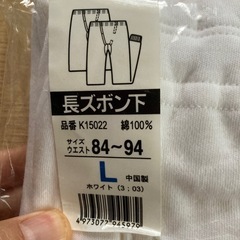 長ズボン下
品番 K15022 綿100%
サイズ
ウエスト 84〜94
L 中国製
ホワイト(3;03)